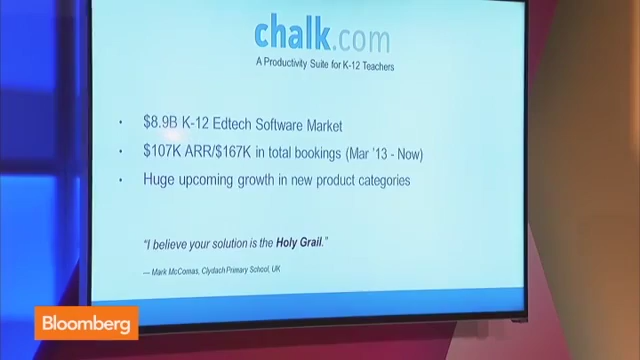 chalk.com
A Productivity Suite for K-12 Teachers
• $8.9B K-12 Edtech Software Market
• $107K ARR/$167K in total bookings (Mar '13 - Now)
• Huge upcoming growth in new product categories
"I believe your solution is the Holy Grail."
— Mark McComas, Clydach Primary School, UK
Bloomberg